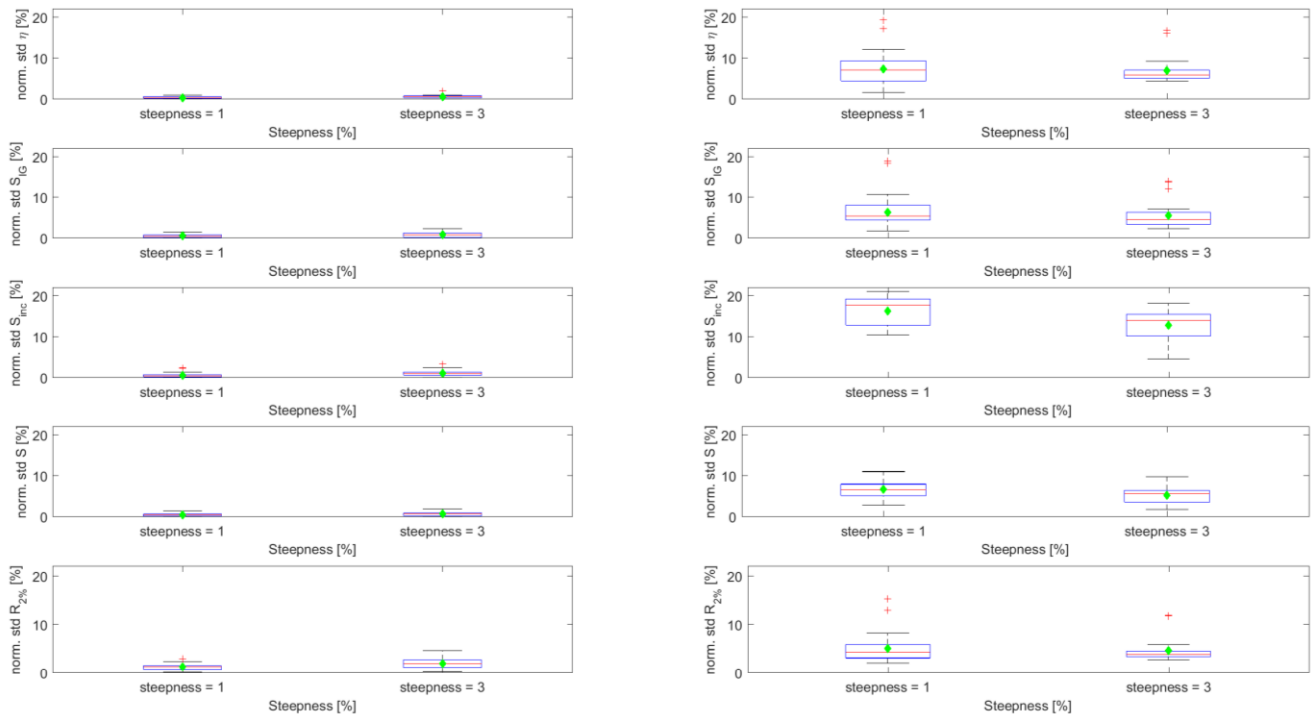 norm. std η [%]
20
10
0
steepness = 1 steepness = 3
Steepness [%]
norm. std S_IG [%]
20
10
0
steepness = 1 steepness = 3
Steepness [%]
norm. std S_inc [%]
20
10
0
steepness = 1 steepness = 3
Steepness [%]
norm. std S [%]
20
10
0
steepness = 1 steepness = 3
Steepness [%]
norm. std R_2% [%]
20
10
0
steepness = 1 steepness = 3
Steepness [%]
norm. std η [%]
20
10
0
steepness = 1 steepness = 3
Steepness [%]
norm. std S_IG [%]
20
10
0
steepness = 1 steepness = 3
Steepness [%]
norm. std S_inc [%]
20
10
0
steepness = 1 steepness = 3
Steepness [%]
norm. std S [%]
20
10
0
steepness = 1 steepness = 3
Steepness [%]
norm. std R_2% [%]
20
10
0
steepness = 1 steepness = 3
Steepness [%]